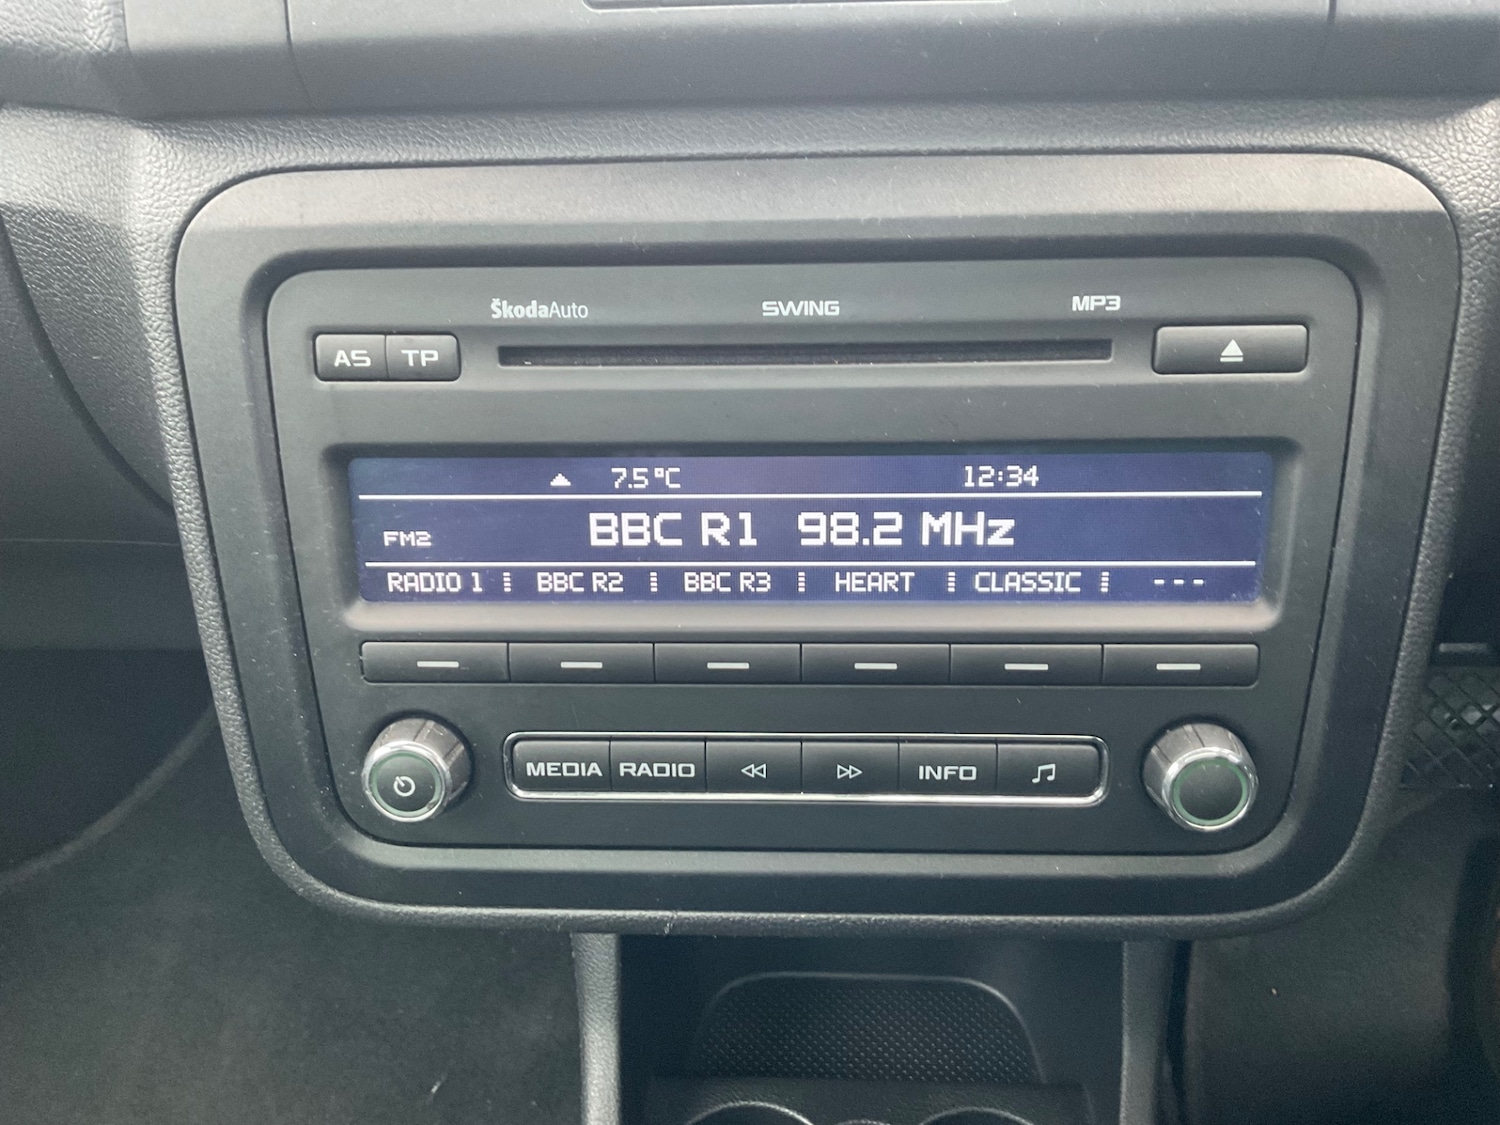 ŠkodaAuto SWING MP3
AS TP
7.5°C 12:34
FM2 BBC R1 98.2 MHz
RADIO 1 BBC R2 BBC R3 HEART CLASSIC ---
MEDIA RADIO INFO